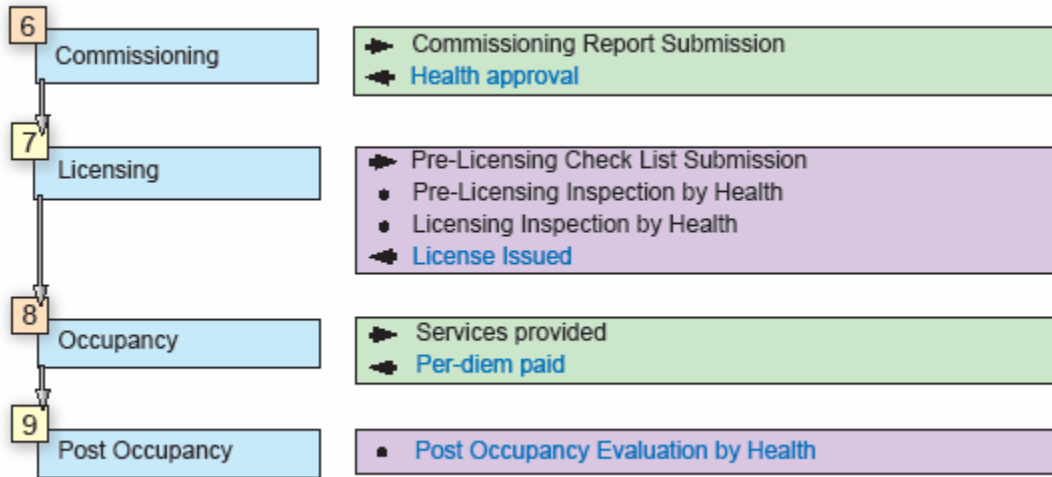 6
Commissioning
Commissioning Report Submission
Health approval
7
Licensing
Pre-Licensing Check List Submission
Pre-Licensing Inspection by Health
Licensing Inspection by Health
License Issued
8
Occupancy
Services provided
Per-diem paid
9
Post Occupancy
Post Occupancy Evaluation by Health